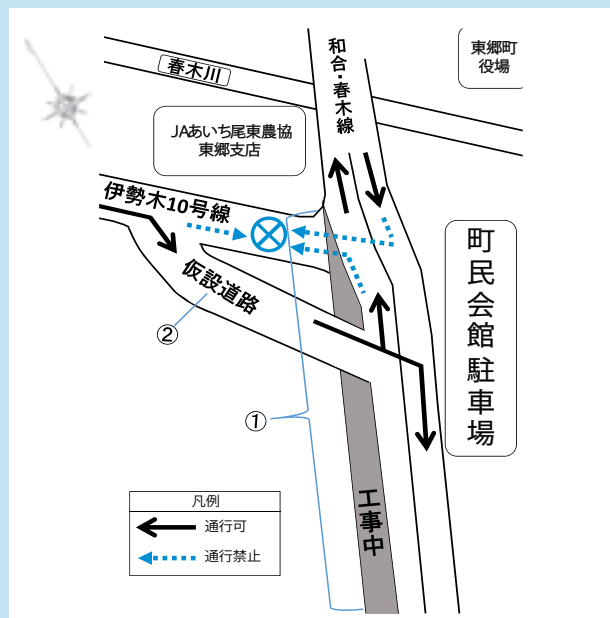 和合・春木線
東郷町
役場
春木川
JAあいち尾東農協
東郷支店
伊勢木10号線
町民会館駐車場
仮設道路
②
①
工事中
凡例
通行可
通行禁止